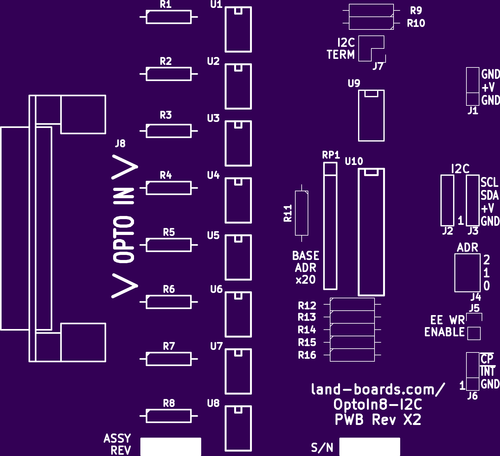 R1
U1
R2
U2
R3
U3
J8
R4
U4
OPTO IN
R5
U5
R6
U6
R7
U7
R8
U8
ASSY
REV
R9
R10
I2C
TERM
J7
U9
RP1
U10
R11
BASE
ADR
x20
R12
R13
R14
R15
R16
GND
+V
J1
I2C
SCL
SDA
+V
1 GND
J2 J3
ADR
2
1
0
J4
J5
EE WR
ENABLE
CP
INT
1 GND
J6
land-boards.com/
OptoIn8-I2C
PWB Rev X2
S/N